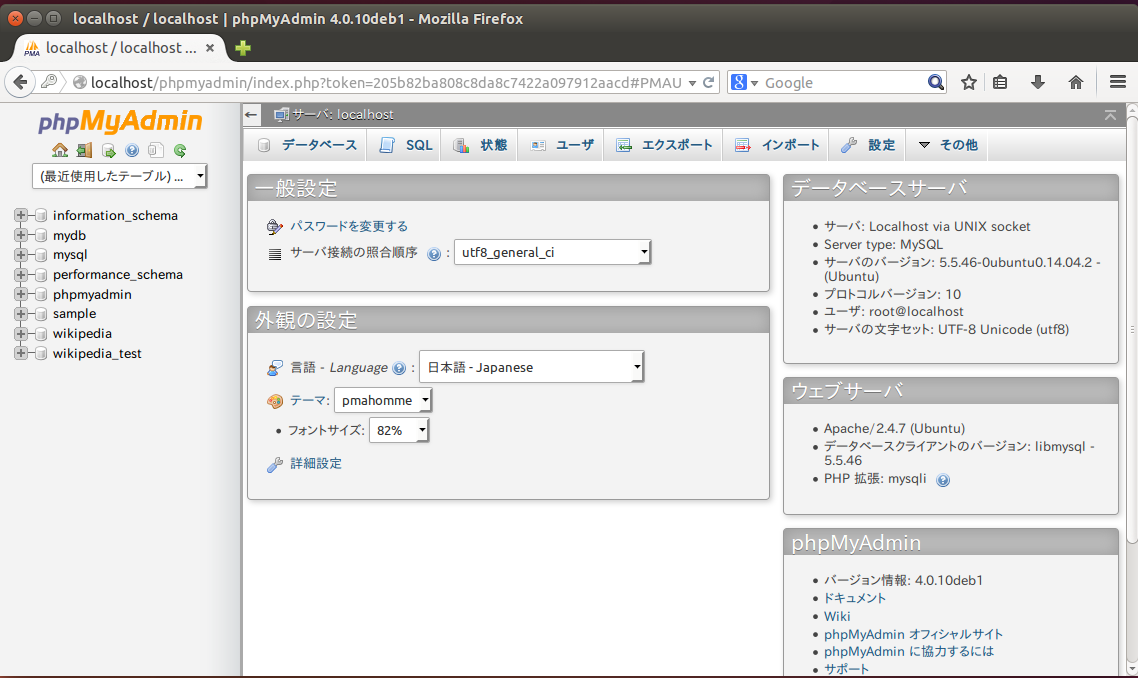 localhost / localhost | phpMyAdmin 4.0.10deb1 - Mozilla Firefox
PMA localhost / localhost ...
localhost/phpmyadmin/index.php?token=205b82ba808c8da8c7422a097912aacd#PMAU
8 Google
phpMyAdmin
(最近使用したテーブル) ...
information_schema
mydb
mysql
performance_schema
phpmyadmin
sample
wikipedia
wikipedia_test
サーバ: localhost
データベース SQL 状態 ユーザ エクスポート インポート 設定 その他
一般設定
パスワードを変更する
サーバ接続の照合順序 : utf8_general_ci
外観の設定
言語 - Language : 日本語 - Japanese
テーマ: pmahomme
フォントサイズ: 82%
詳細設定
データベースサーバ
サーバ: Localhost via UNIX socket
Server type: MySQL
サーバのバージョン: 5.5.46-0ubuntu0.14.04.2 -
(Ubuntu)
プロトコルバージョン: 10
ユーザ: root@localhost
サーバの文字セット: UTF-8 Unicode (utf8)
ウェブサーバ
Apache/2.4.7 (Ubuntu)
データベースクライアントのバージョン: libmysql -
5.5.46
PHP 拡張: mysqli
phpMyAdmin
バージョン情報: 4.0.10deb1
ドキュメント
Wiki
phpMyAdmin オフィシャルサイト
phpMyAdmin に協力するには
サポート